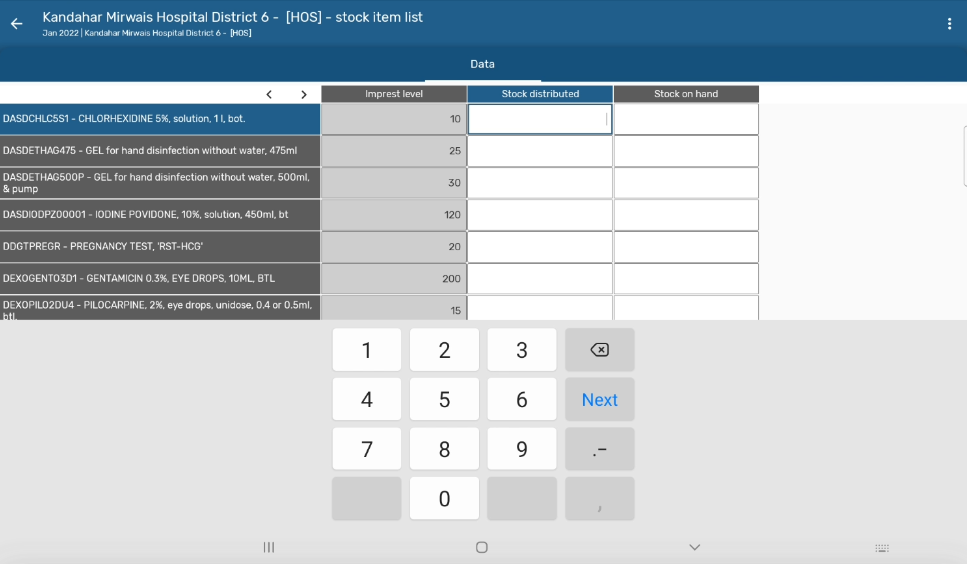 Kandahar Mirwais Hospital District 6 - [HOS] - stock item list
Jan 2022 | Kandahar Mirwais Hospital District 6 - [HOS]
Data
Imprest level Stock distributed Stock on hand
DASDCHLC5S1 - CHLORHEXIDINE 5%, solution, 1 l, bot. 10
DASDETHAG475 - GEL for hand disinfection without water, 475ml 25
DASDETHAG500P - GEL for hand disinfection without water, 500ml, & pump 30
DASDIODPZ00001 - IODINE POVIDONE, 10%, solution, 450ml, bt 120
DDGTPREGR - PREGNANCY TEST, 'RST-HCG' 20
DEXOGENTO3D1 - GENTAMICIN 0.3%, EYE DROPS, 10ML, BTL 200
DEXOPILO2DU4 - PILOCARPINE, 2%, eye drops, unidose, 0.4 or 0.5ml, btl. 15
1 2 3
4 5 6 Next
7 8 9 .-
0 ,